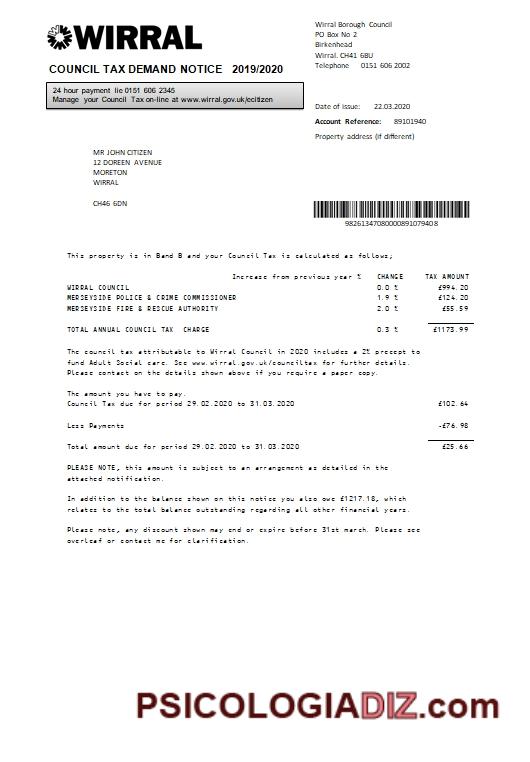 WIRRAL
COUNCIL TAX DEMAND NOTICE 2019/2020
24 hour payment lie 0151 606 2345
Manage your Council Tax on-line at www.wirral.gov.uk/ecitizen
Wirral Borough Council
PO Box No 2
Birkenhead
Wirral. CH41 6BU
Telephone 0151 606 2002
Date of issue: 22.03.2020
Account Reference: 89101940
Property address (if different)
MR JOHN CITIZEN
12 DOREEN AVENUE
MORETON
WIRRAL
CH46 6DN
98261347080000891079408
This property is in Band B and your Council Tax is calculated as follows;
Increase from previous year % CHANGE TAX AMOUNT
WIRRAL COUNCIL 0.0 % £994.20
MERSEYSIDE POLICE & CRIME COMMISSIONER 1.9 % £124.20
MERSEYSIDE FIRE & RESCUE AUTHORITY 2.0 % £55.59
TOTAL ANNUAL COUNCIL TAX CHARGE 0.3 % £1173.99
The council tax attributable to Wirral Council in 2020 includes a 2% precept to
fund Adult Social care. See www.wirral.gov.uk/counciltax for further details.
Please contact on the details shown above if you require a paper copy.
The amount you have to pay.
Council Tax due for period 29.02.2020 to 31.03.2020 £102.64
Less Payments -£76.98
Total amount due for period 29.02.2020 to 31.03.2020 £25.66
PLEASE NOTE, this amount is subject to an arrangement as detailed in the
attached notification.
In addition to the balance shown on this notice you also owe £1217.18, which
relates to the total balance outstanding regarding all other financial years.
Please note, any discount shown may end or expire before 31st march. Please see
overleaf or contact me for clarification.
PSICOLOGIADIZ.com